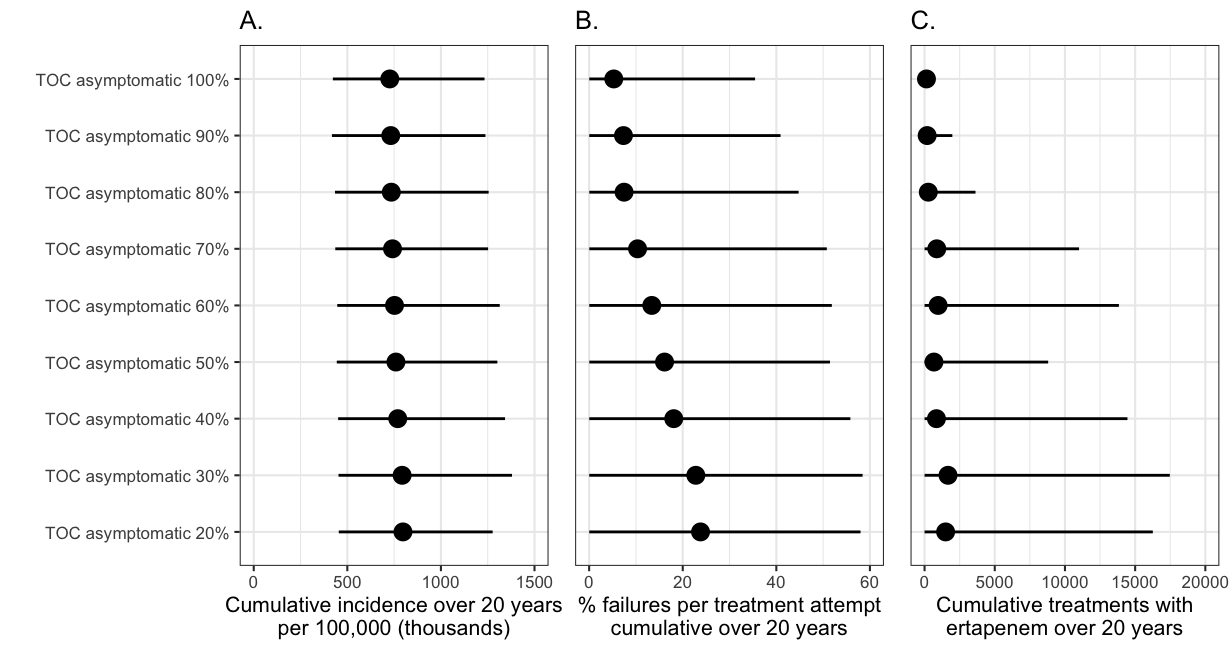 A.
B.
C.
TOC asymptomatic 100%
TOC asymptomatic 90%
TOC asymptomatic 80%
TOC asymptomatic 70%
TOC asymptomatic 60%
TOC asymptomatic 50%
TOC asymptomatic 40%
TOC asymptomatic 30%
TOC asymptomatic 20%
0 500 1000 1500
Cumulative incidence over 20 years
per 100,000 (thousands)
0 20 40 60
% failures per treatment attempt
cumulative over 20 years
0 5000 10000 15000 20000
Cumulative treatments with
ertapenem over 20 years